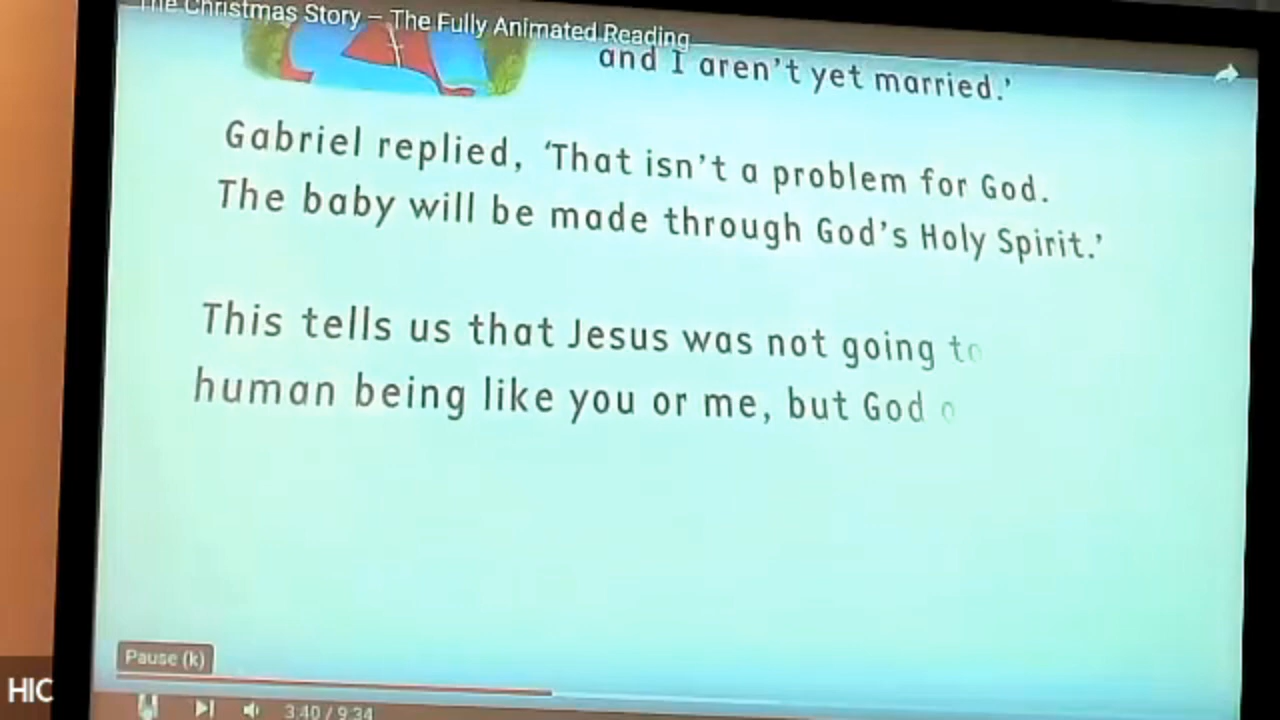 The Christmas Story – The Fully Animated Reading
and I aren't yet married.'
Gabriel replied, 'That isn't a problem for God.
The baby will be made through God's Holy Spirit.'
This tells us that Jesus was not going to
human being like you or me, but God o
Pause (k)
HIC
3:40 / 9:34